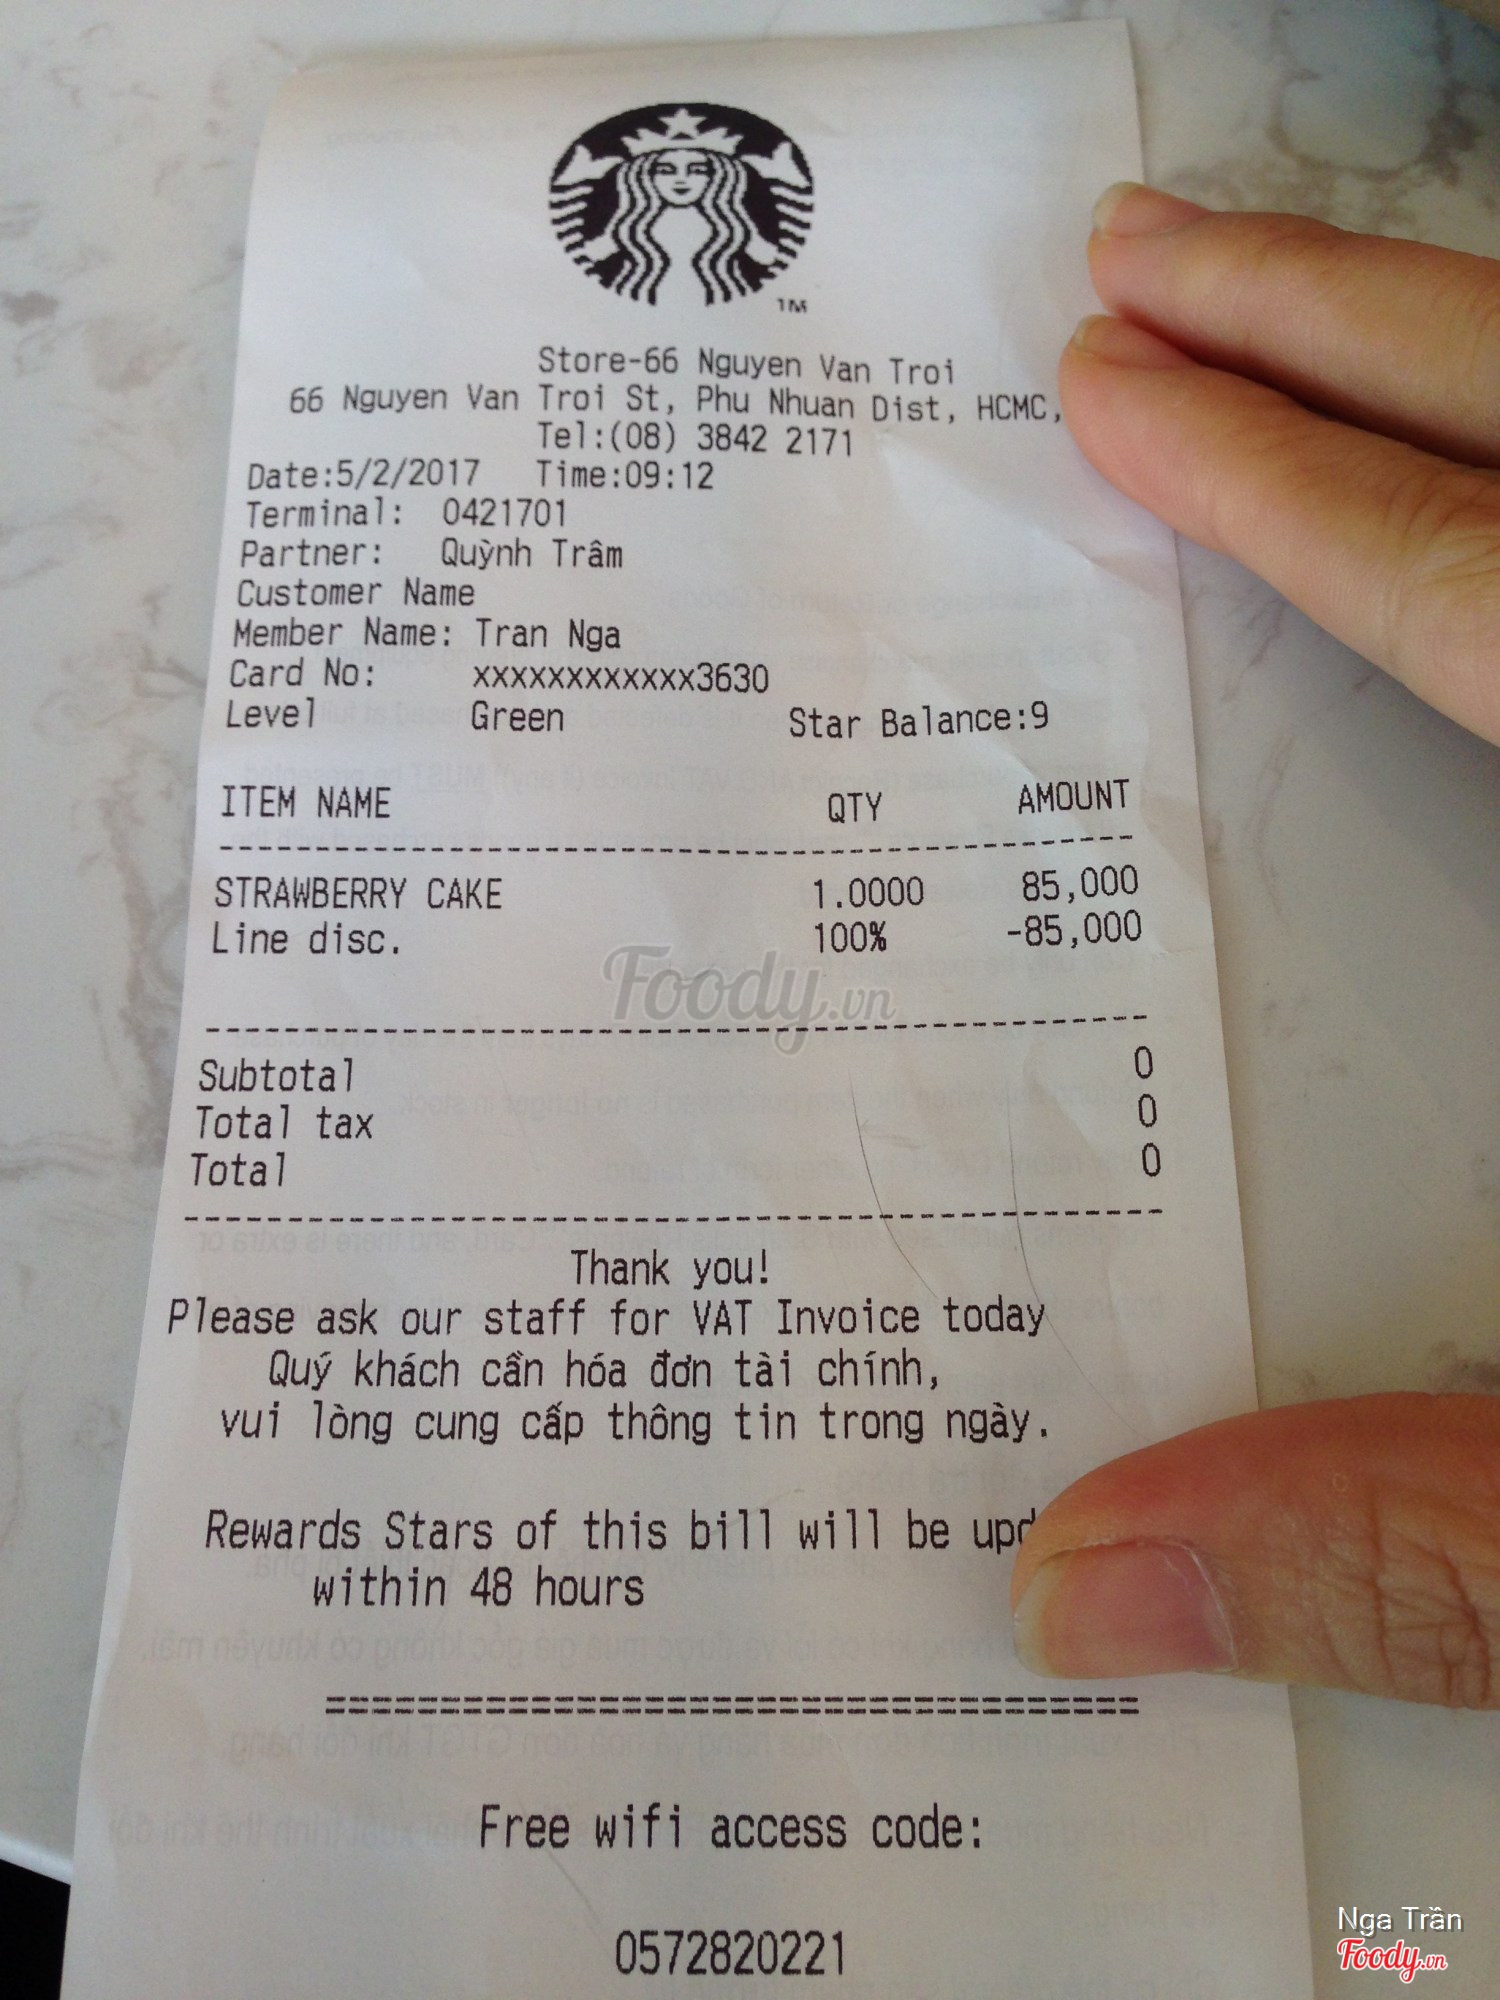 TM
Store-66 Nguyen Van Troi
66 Nguyen Van Troi St, Phu Nhuan Dist, HCMC,
Tel:(08) 3842 2171
Date:5/2/2017 Time:09:12
Terminal: 0421701
Partner: Quỳnh Trâm
Customer Name
Member Name: Tran Nga
Card No: xxxxxxxxxxxx3630
Level Green Star Balance:9
ITEM NAME QTY AMOUNT
STRAWBERRY CAKE 1.0000 85,000
Line disc. 100% -85,000
Foody.vn
Subtotal 0
Total tax 0
Total 0
Thank you!
Please ask our staff for VAT Invoice today
Quý khách cần hóa đơn tài chính,
vui lòng cung cấp thông tin trong ngày.
Rewards Stars of this bill will be
within 48 hours
Free wifi access code:
0572820221
Nga Trần
Foody.vn